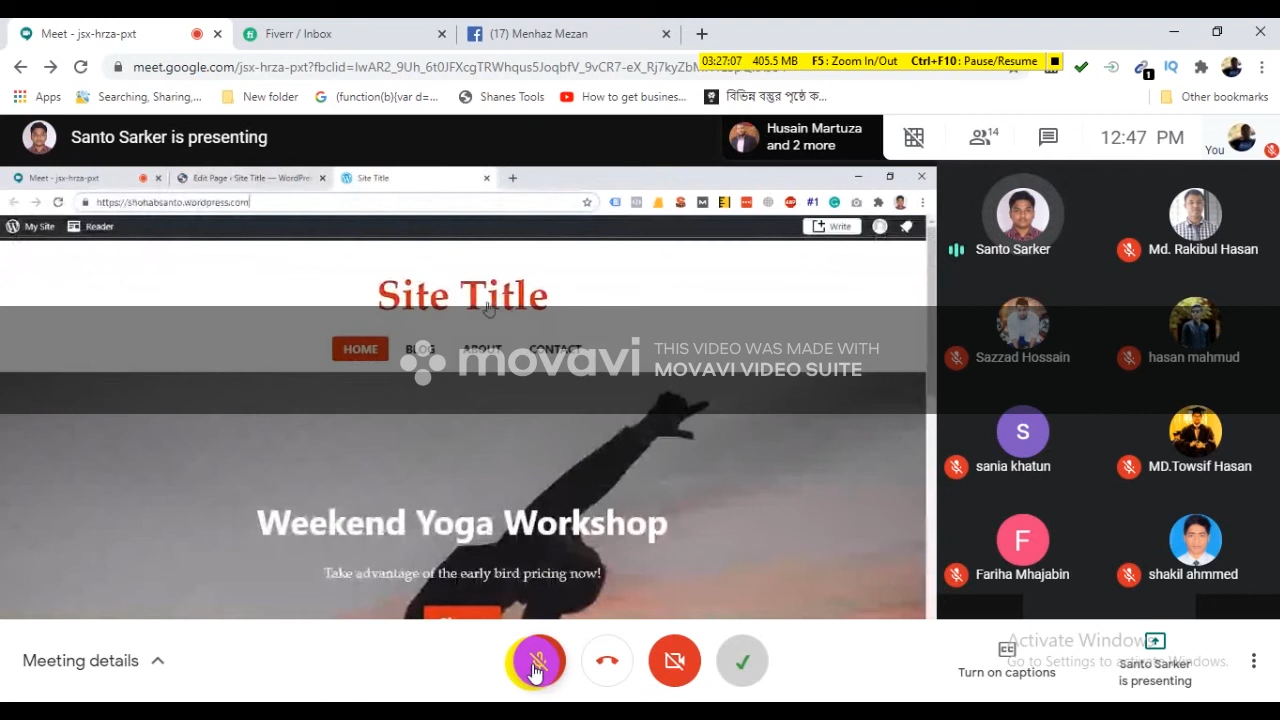 Meet - jsx-hrza-pxt
Fiverr / Inbox
(17) Menhaz Mezan
03:27:07 405.5 MB F5: Zoom In/Out Ctrl+F10: Pause/Resume
meet.google.com/jsx-hrza-pxt?fbclid=
Apps
Searching, Sharing,...
New folder
(function(b){var d=...
Shanes Tools
How to get busines...
বিভিন্ন বস্তুর পৃষ্ঠে ক...
Other bookmarks
Santo Sarker is presenting
Husain Martuza
and 2 more
14
12:47 PM
You
Meet - jsx-hrza-pxt
Edit Page ‹ Site Title — WordPre
Site Title
https://shohabsanto.wordpress.com
My Site
Reader
Write
Site Title
HOME
BLOG
ABOUT
CONTACT
movavi
THIS VIDEO WAS MADE WITH
MOVAVI VIDEO SUITE
Weekend Yoga Workshop
Take advantage of the early bird pricing now!
Santo Sarker
Md. Rakibul Hasan
Sazzad Hossain
hasan mahmud
S
sania khatun
MD.Towsif Hasan
F
Fariha Mhajabin
shakil ahmmed
Meeting details
Turn on captions
Santo Sarker
is presenting
Activate Windows
Go to Settings to activate Windows.